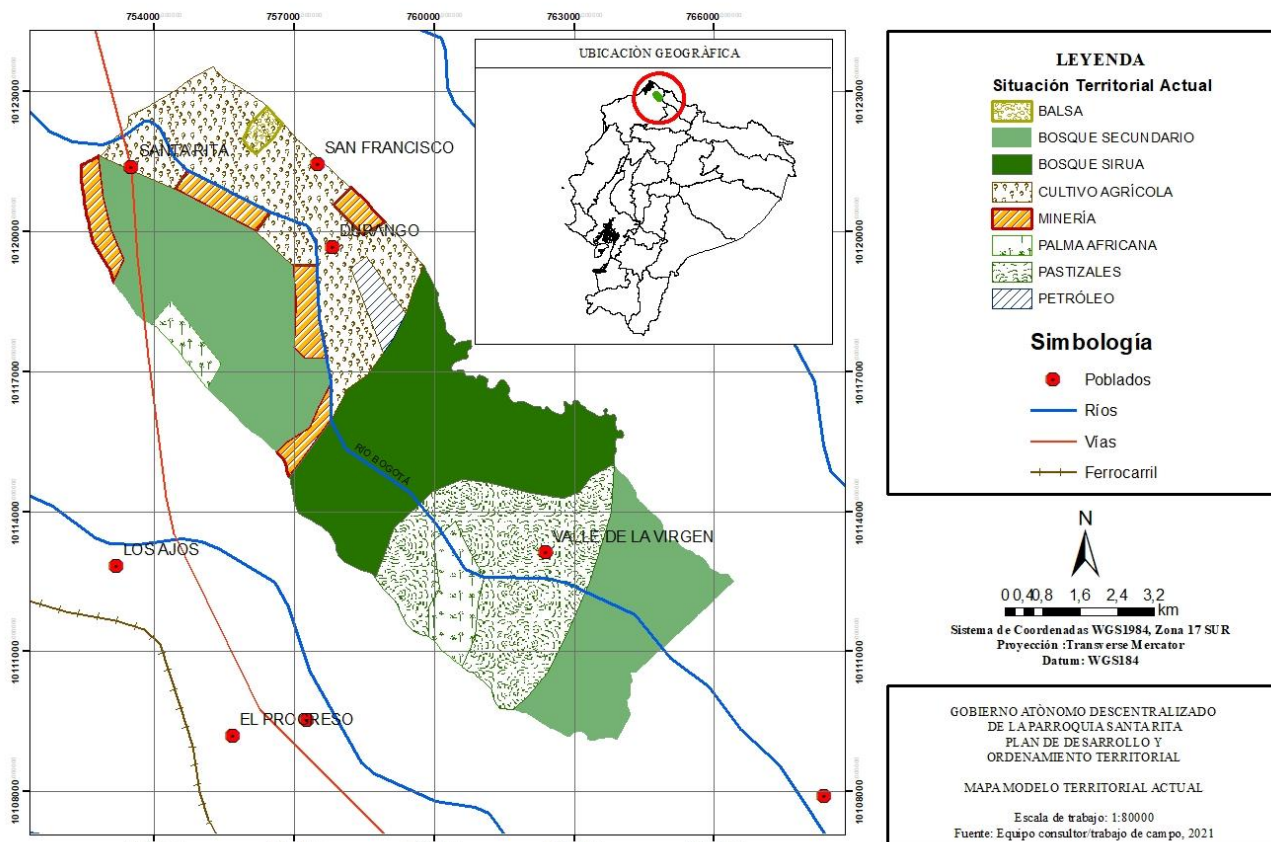 754000 757000 760000 763000 766000
10123000
10120000
10117000
10114000
10111000
10108000
SANTA RITA
SAN FRANCISCO
DURANGO
RÍO BOGOTÁ
VALLE DE LA VIRGEN
LOS AJOS
EL PROGRESO
UBICACIÒN GEOGRÀFICA
LEYENDA
Situación Territorial Actual
BALSA
BOSQUE SECUNDARIO
BOSQUE SIRUA
CULTIVO AGRÍCOLA
MINERÍA
PALMA AFRICANA
PASTIZALES
PETRÓLEO
Simbología
Poblados
Ríos
Vías
Ferrocarril
N
0 0,4 0,8 1,6 2,4 3,2
km
Sistema de Coordenadas WGS1984, Zona 17 SUR
Proyección :Transverse Mercator
Datum: WGS184
GOBIERNO ATÒNOMO DESCENTRALIZADO
DE LA PARROQUIA SANTA RITA
PLAN DE DESARROLLO Y
ORDENAMIENTO TERRITORIAL
MAPA MODELO TERRITORIAL ACTUAL
Escala de trabajo: 1:80000
Fuente: Equipo consultor/trabajo de campo, 2021